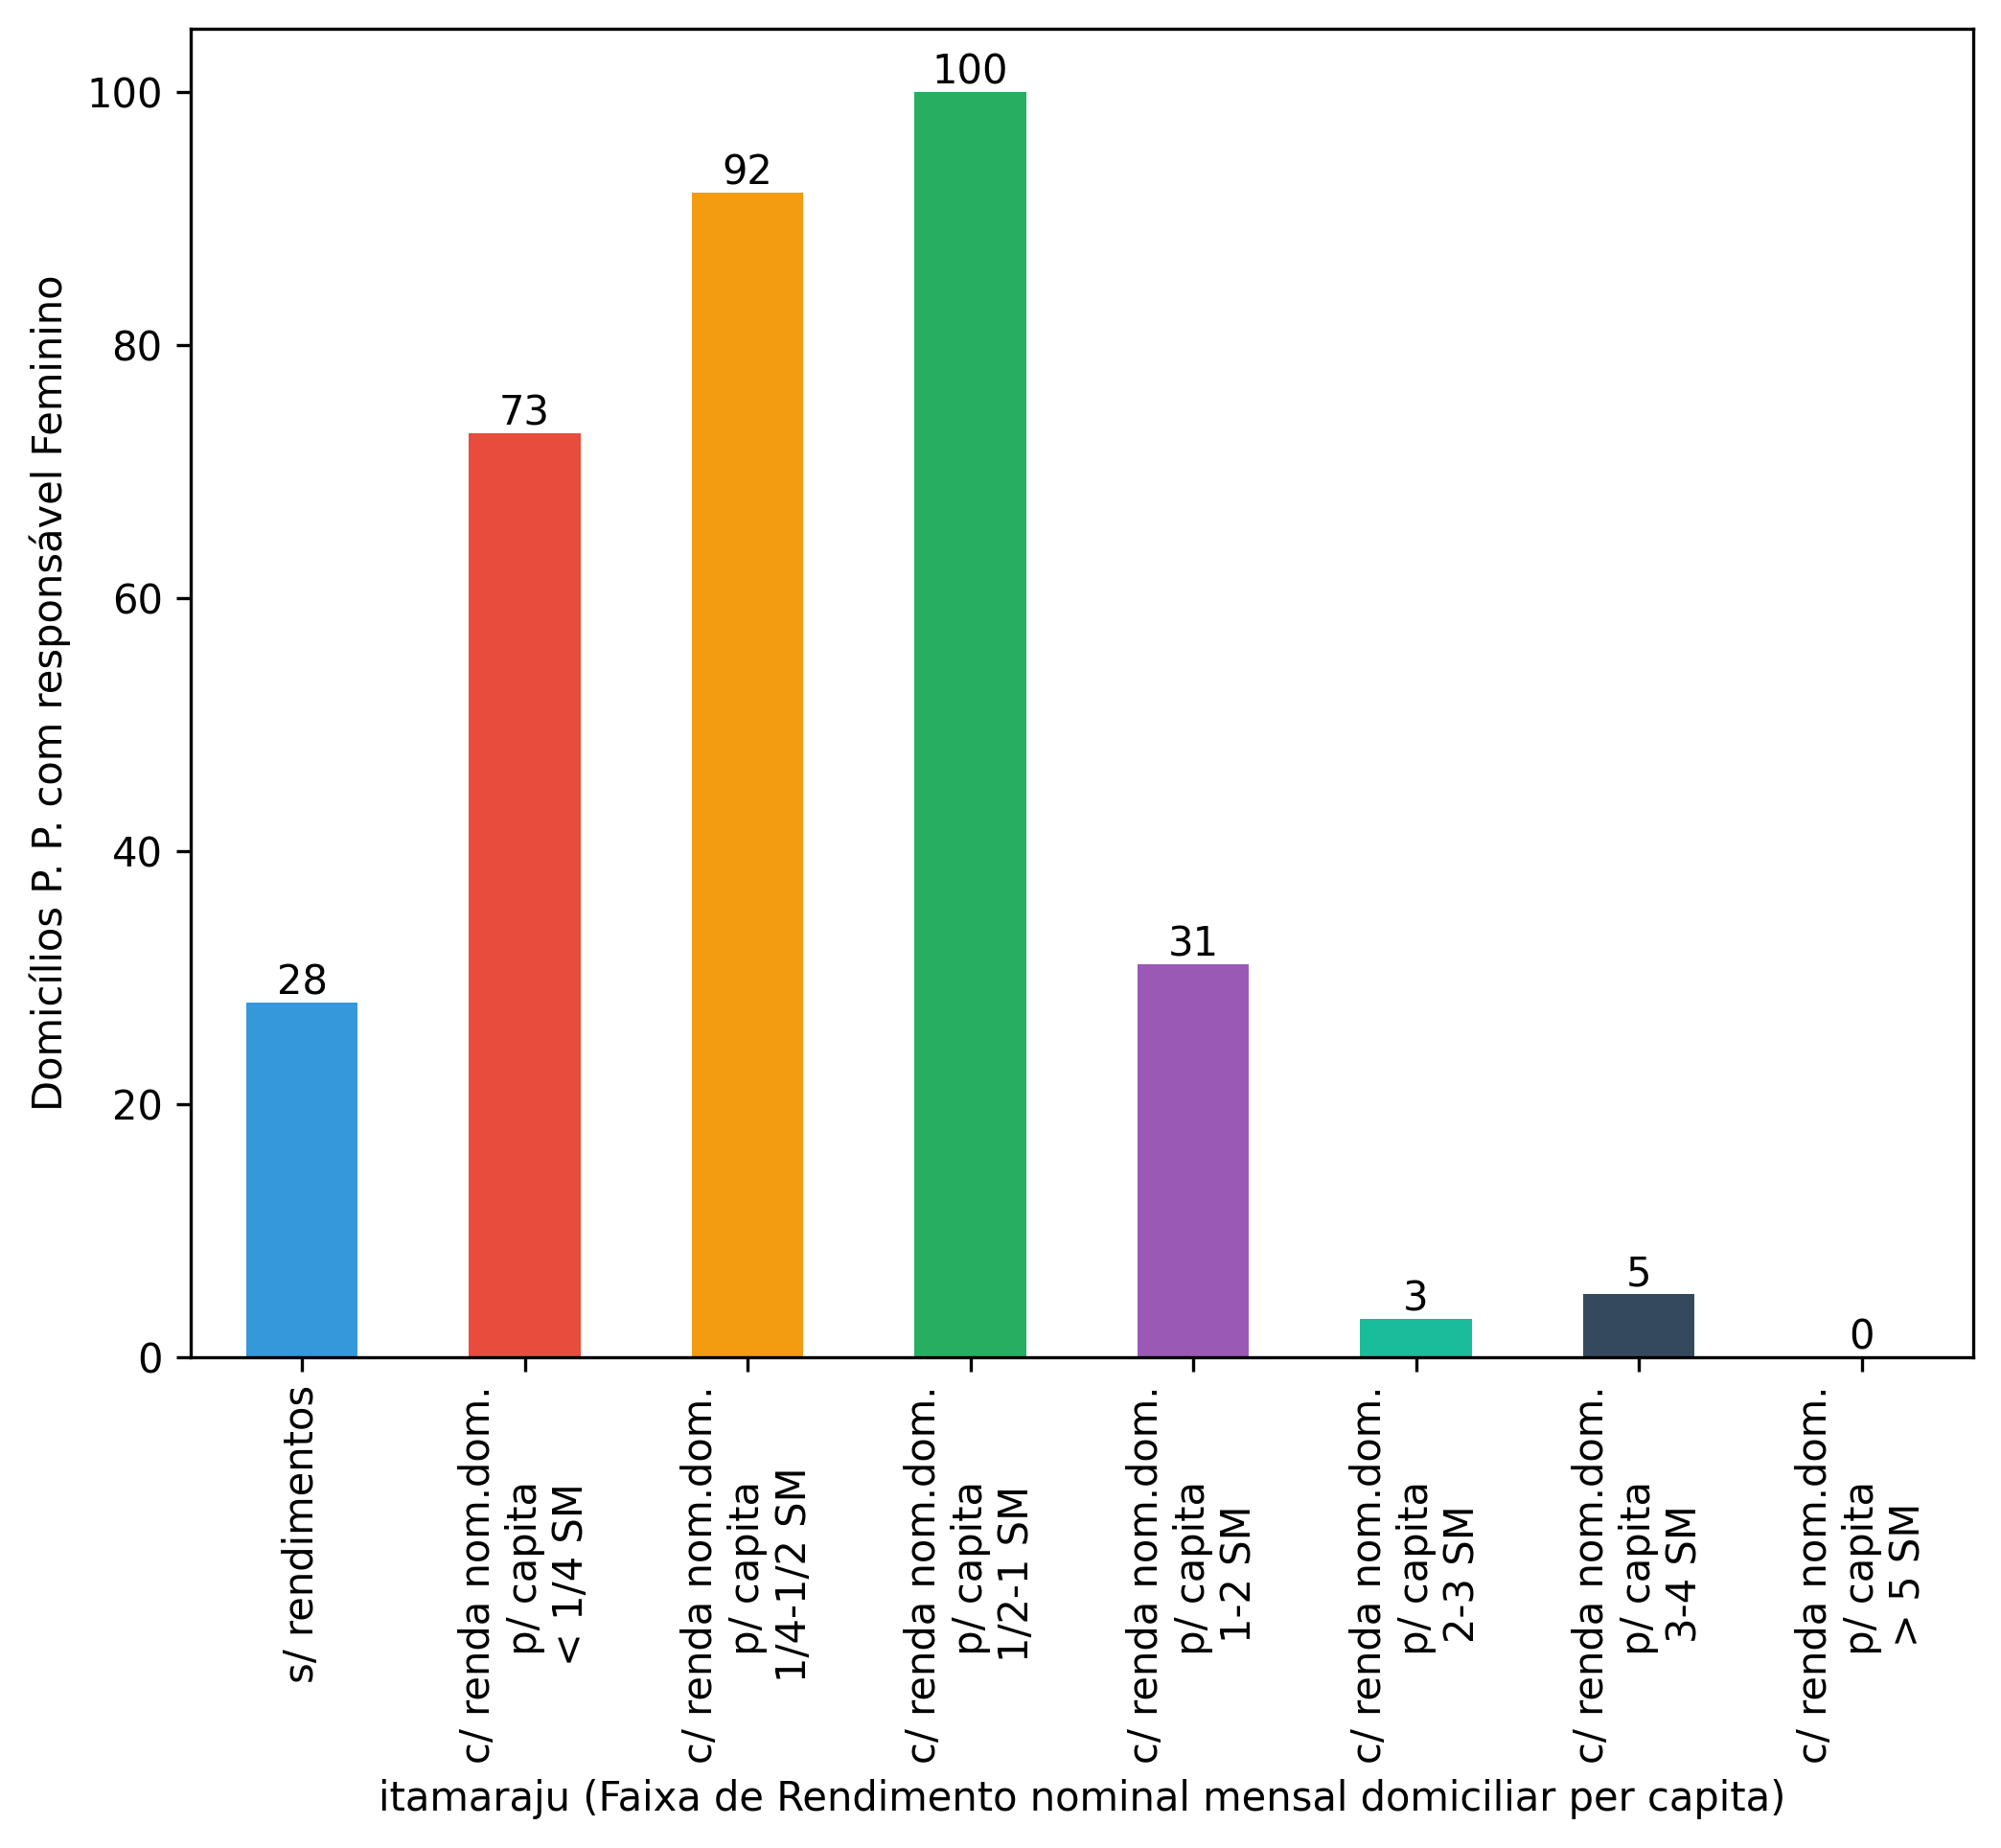 Domicílios P. P. com responsável Feminino
100
80
60
40
20
0
28
73
92
100
31
3
5
0
s/ rendimentos
c/ renda nom.dom.
p/ capita
< 1/4 SM
c/ renda nom.dom.
p/ capita
1/4-1/2 SM
c/ renda nom.dom.
p/ capita
1/2-1 SM
c/ renda nom.dom.
p/ capita
1-2 SM
c/ renda nom.dom.
p/ capita
2-3 SM
c/ renda nom.dom.
p/ capita
3-4 SM
c/ renda nom.dom.
p/ capita
> 5 SM
itamaraju (Faixa de Rendimento nominal mensal domiciliar per capita)